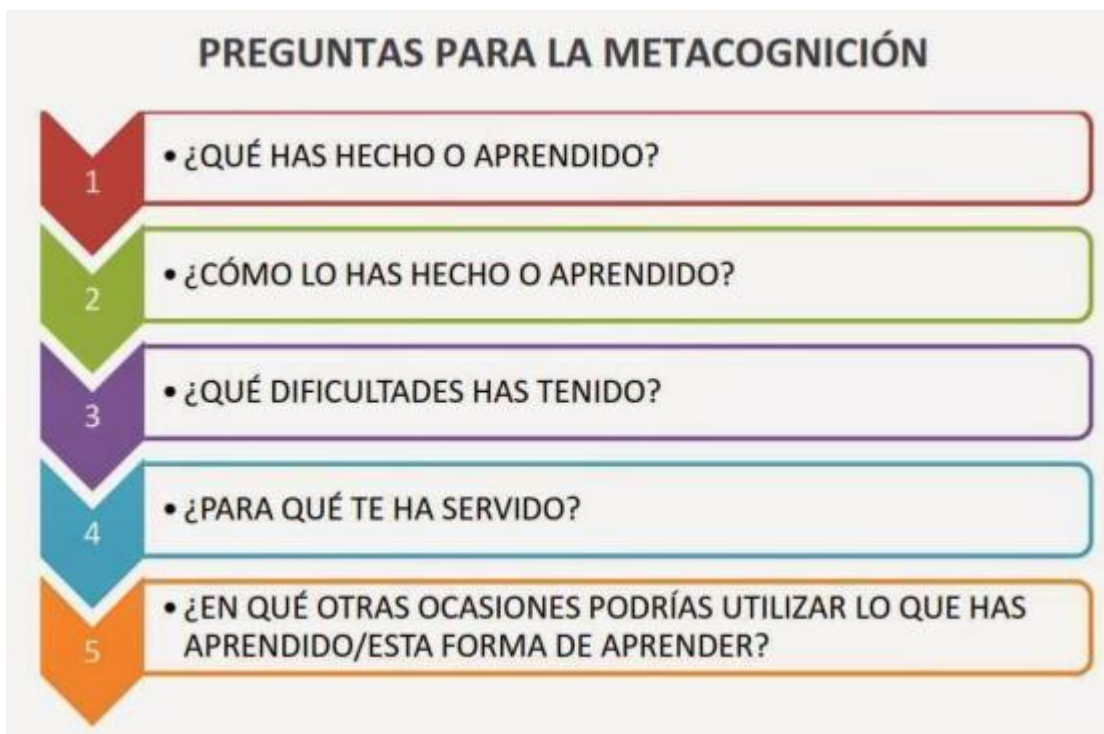 PREGUNTAS PARA LA METACOGNICIÓN
1
• ¿QUÉ HAS HECHO O APRENDIDO?
2
• ¿CÓMO LO HAS HECHO O APRENDIDO?
3
• ¿QUÉ DIFICULTADES HAS TENIDO?
4
• ¿PARA QUÉ TE HA SERVIDO?
5
• ¿EN QUÉ OTRAS OCASIONES PODRÍAS UTILIZAR LO QUE HAS
APRENDIDO/ESTA FORMA DE APRENDER?